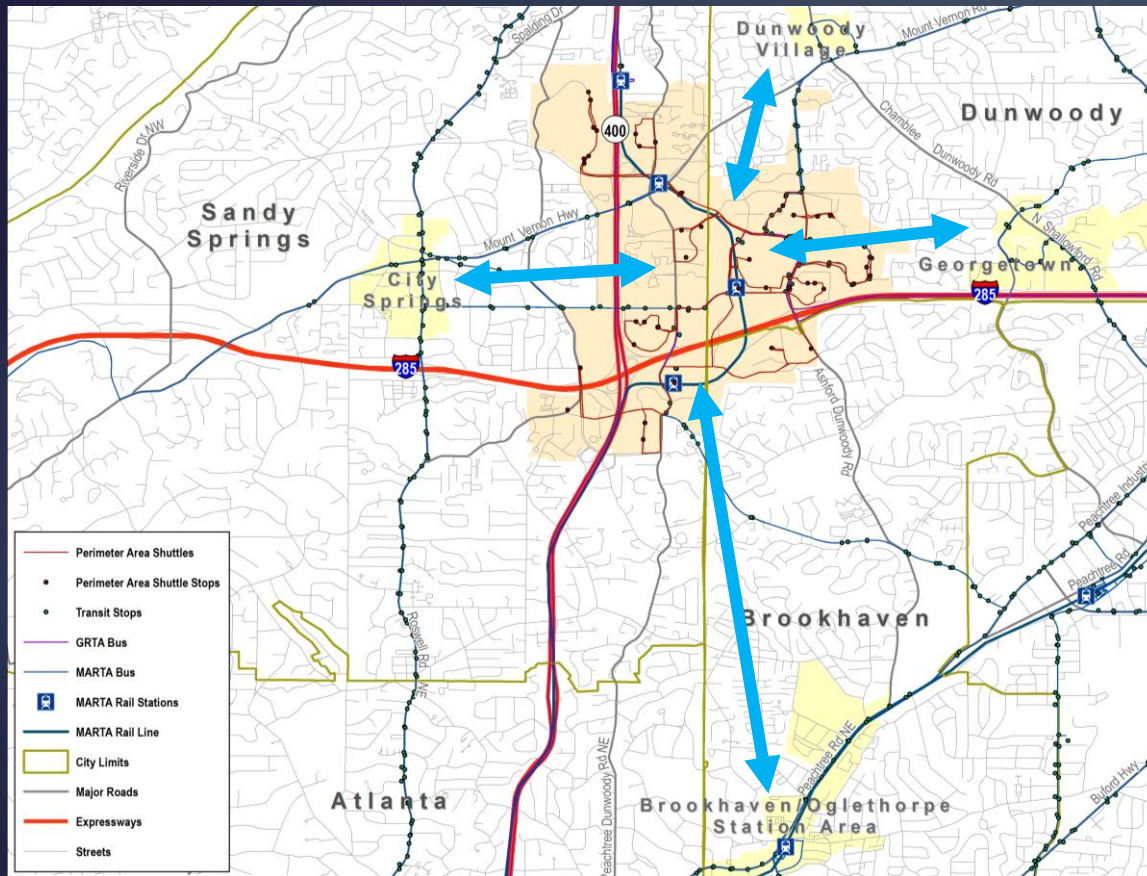 Dunwoody
Village
Mount Vernon Rd
Spalding Dr
Dunwoody
Chamblee
Dunwoody Rd
400
Riverside Dr NW
Sandy
Springs
Mount Vernon Hwy
City
Springs
N Shallowford Rd
Georgetown
285
285
Ashford Dunwoody Rd
Peachtree Industri
Peachtree Rd
Brookhaven
Roswell Rd NE
Peachtree Dunwoody Rd NE
Peachtree Rd NE
Buford Hwy
Atlanta
Brookhaven/Oglethorpe
Station Area
Perimeter Area Shuttles
Perimeter Area Shuttle Stops
Transit Stops
GRTA Bus
MARTA Bus
MARTA Rail Stations
MARTA Rail Line
City Limits
Major Roads
Expressways
Streets